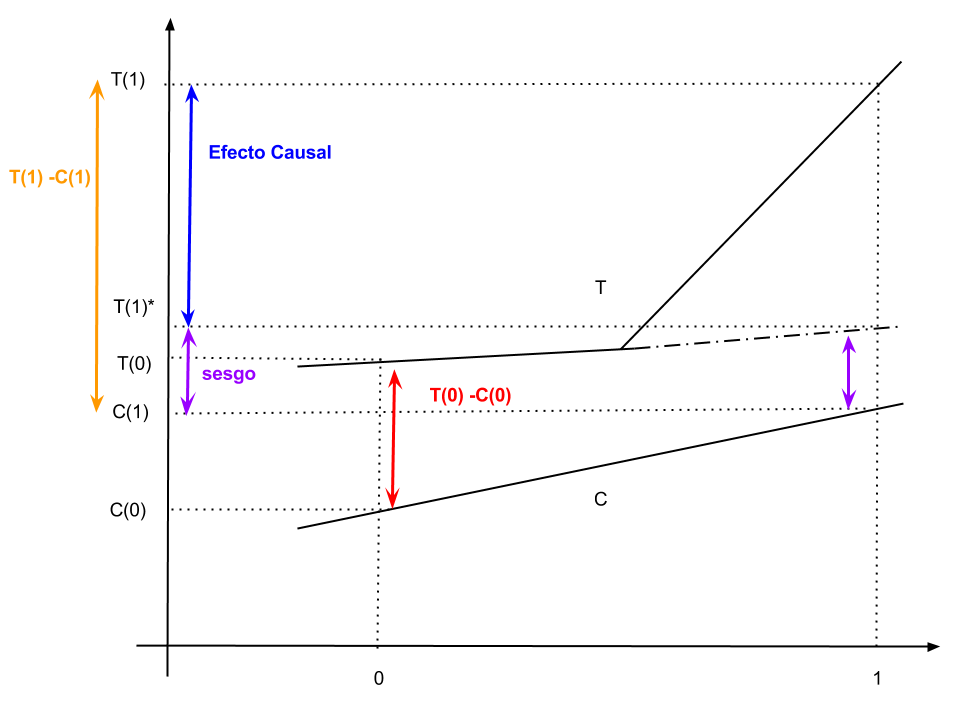 T(1)
Efecto Causal
T(1) -C(1)
T
T(1)*
T(0)
sesgo
T(0) -C(0)
C(1)
C
C(0)
0
1